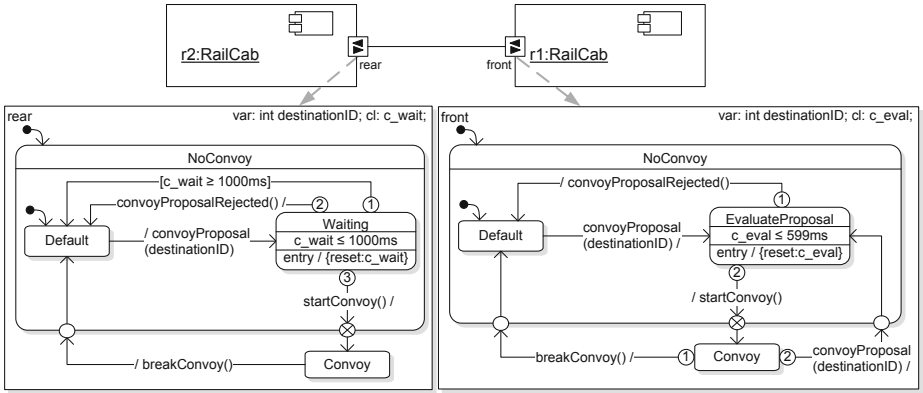 r2:RailCab
rear
front
r1:RailCab
rear
var: int destinationID; cl: c_wait;
NoConvoy
[c_wait ≥ 1000ms]
convoyProposalRejected() /
2
1
Default
/ convoyProposal
(destinationID)
Waiting
c_wait ≤ 1000ms
entry / {reset:c_wait}
3
startConvoy() /
/ breakConvoy()
Convoy
front
var: int destinationID; cl: c_eval;
NoConvoy
/ convoyProposalRejected()
1
Default
convoyProposal
(destinationID) /
EvaluateProposal
c_eval ≤ 599ms
entry / {reset:c_eval}
2
/ startConvoy()
breakConvoy() /
1
Convoy
2
convoyProposal
(destinationID) /